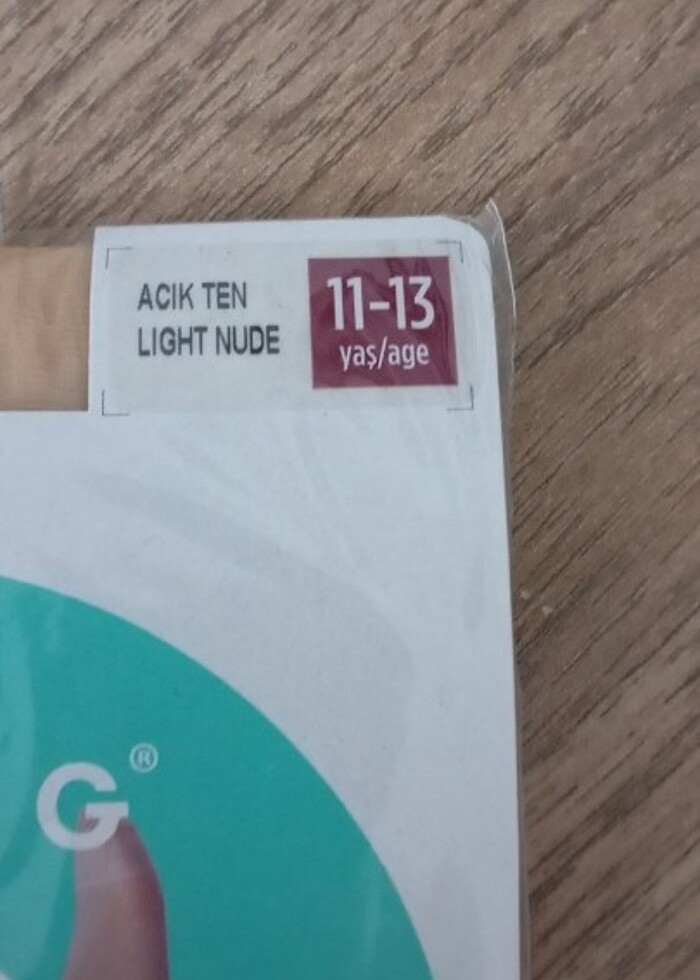 ACIK TEN
LIGHT NUDE
11-13
yaş/age
G®